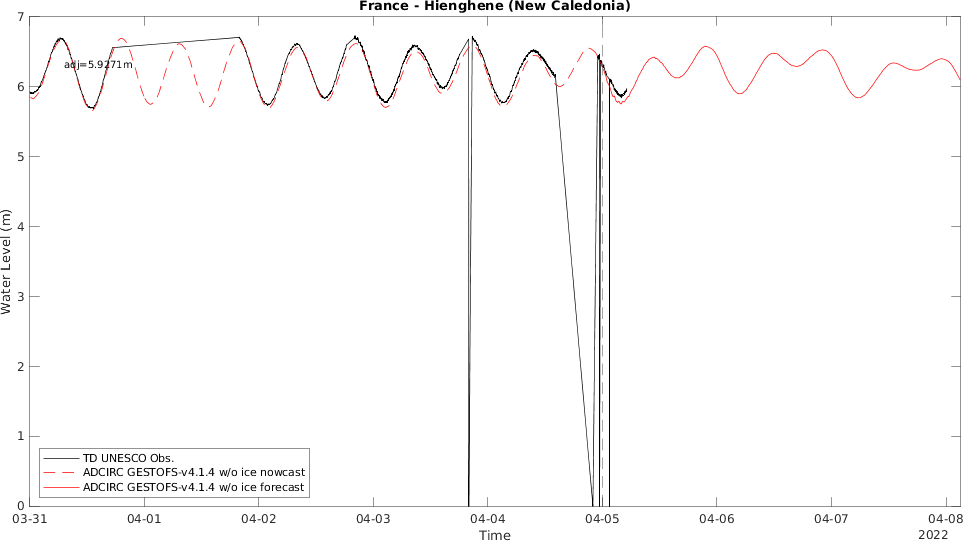 France - Hienghene (New Caledonia)
7
adj=5.9271m
6
5
4
3
2
1
0
Water Level (m)
TD UNESCO Obs.
ADCIRC GESTOFS-v4.1.4 w/o ice nowcast
ADCIRC GESTOFS-v4.1.4 w/o ice forecast
03-31 04-01 04-02 04-03 04-04 04-05 04-06 04-07 04-08
Time
2022